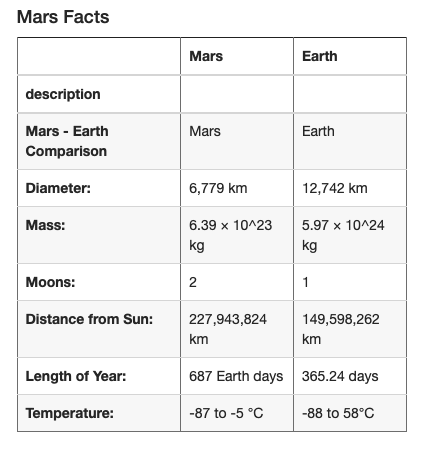 Mars Facts
Mars Earth
description
Mars - Earth Comparison Mars Earth
Diameter: 6,779 km 12,742 km
Mass: 6.39 × 10^23 kg 5.97 × 10^24 kg
Moons: 2 1
Distance from Sun: 227,943,824 km 149,598,262 km
Length of Year: 687 Earth days 365.24 days
Temperature: -87 to -5 °C -88 to 58°C